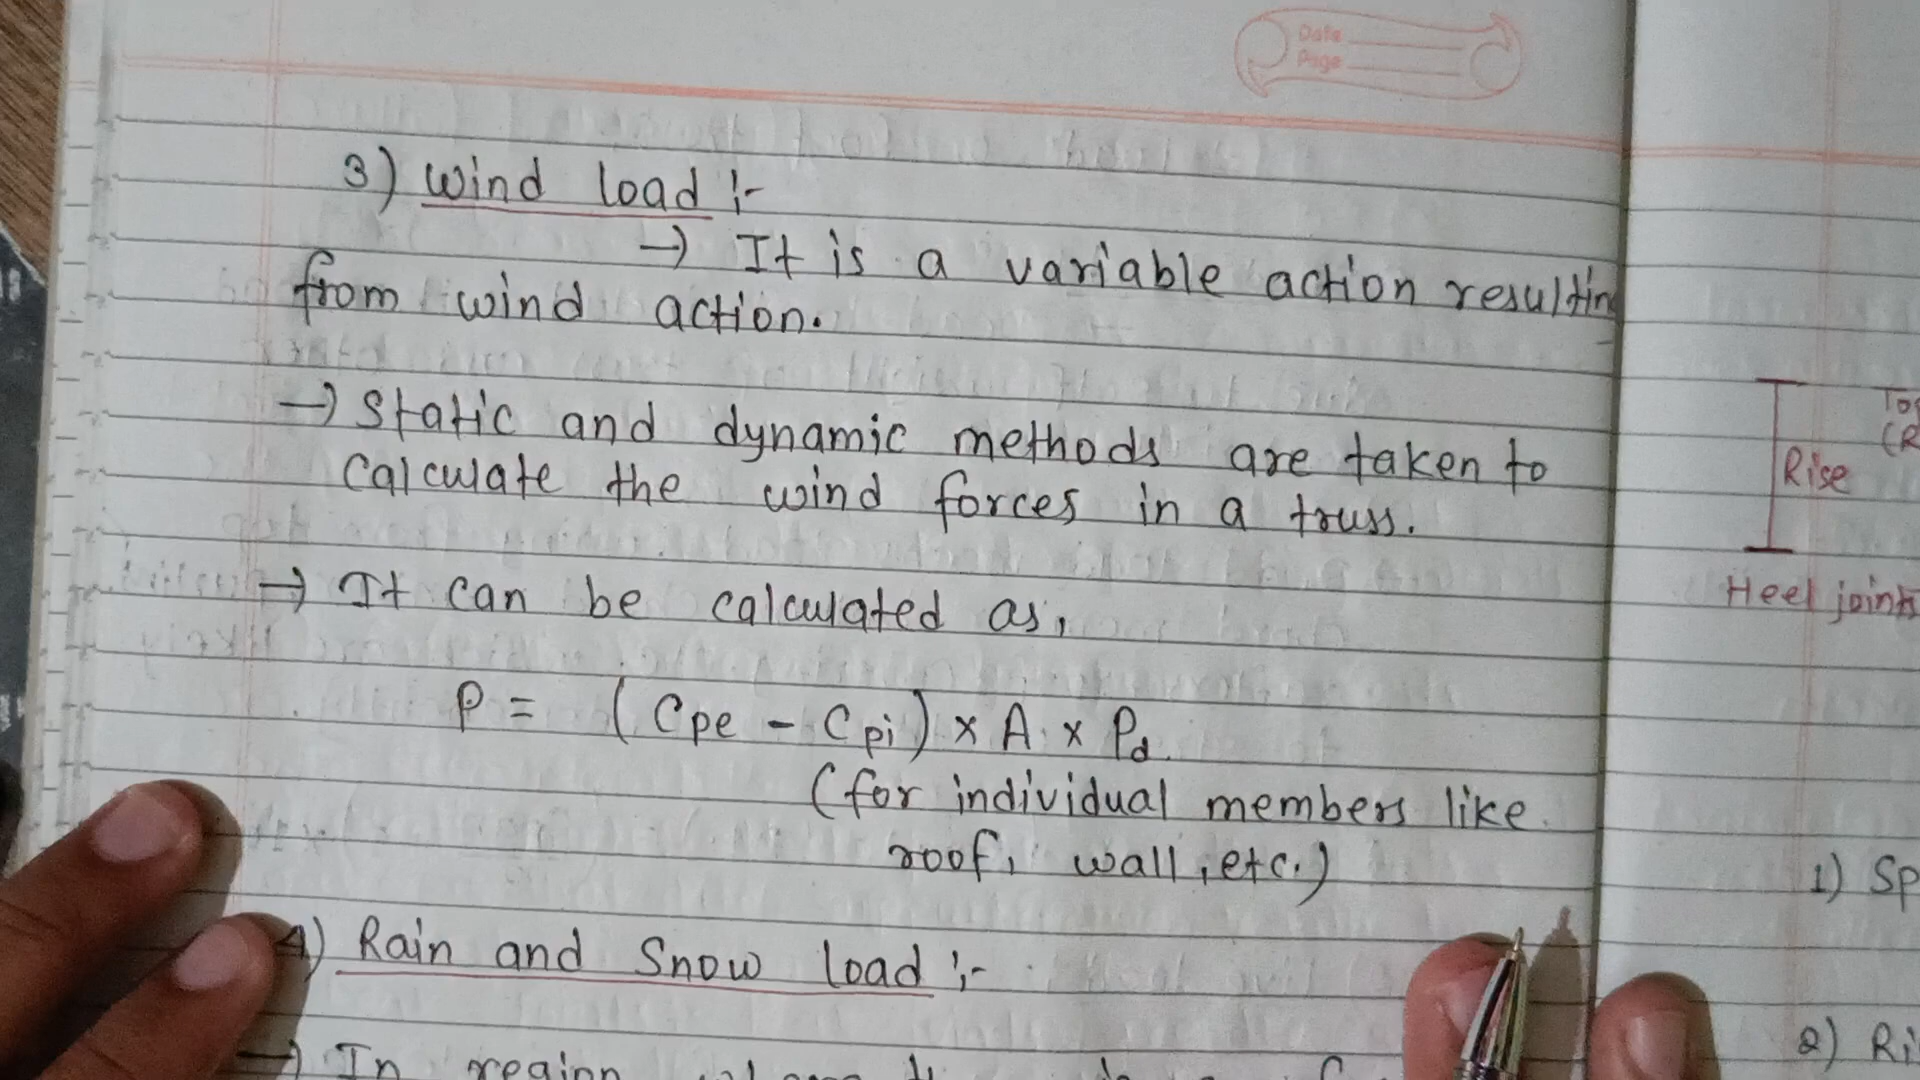 Date
Page
3) Wind load :-
→ It is a variable action resulting
from wind action.
→ Static and dynamic methods are taken to
calculate the wind forces in a truss.
→ It can be calculated as,
P = (Cpe - Cpi) x A x Pd
(for individual members like
roof, wall, etc.)
4) Rain and Snow load :-
→ In region
Rise
Heel joint
1)
2)